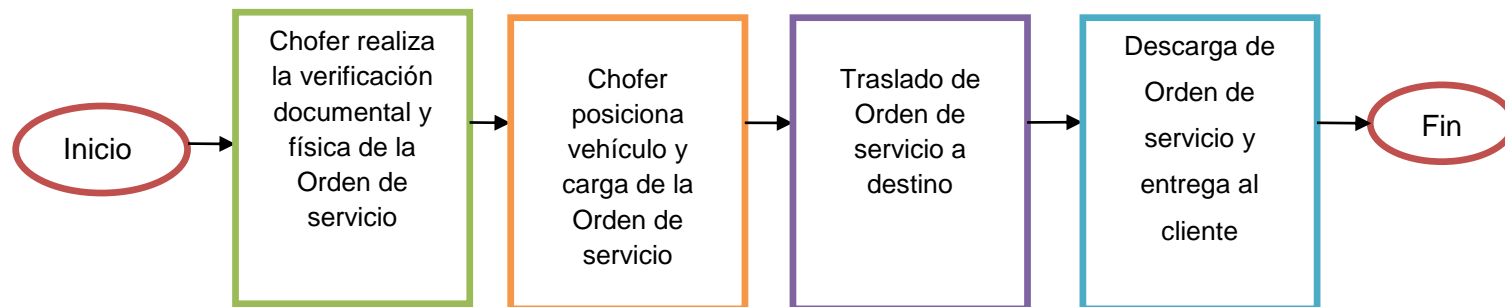 Inicio
Chofer realiza
la verificación
documental y
física de la
Orden de
servicio
Chofer
posiciona
vehículo y
carga de la
Orden de
servicio
Traslado de
Orden de
servicio a
destino
Descarga de
Orden de
servicio y
entrega al
cliente
Fin